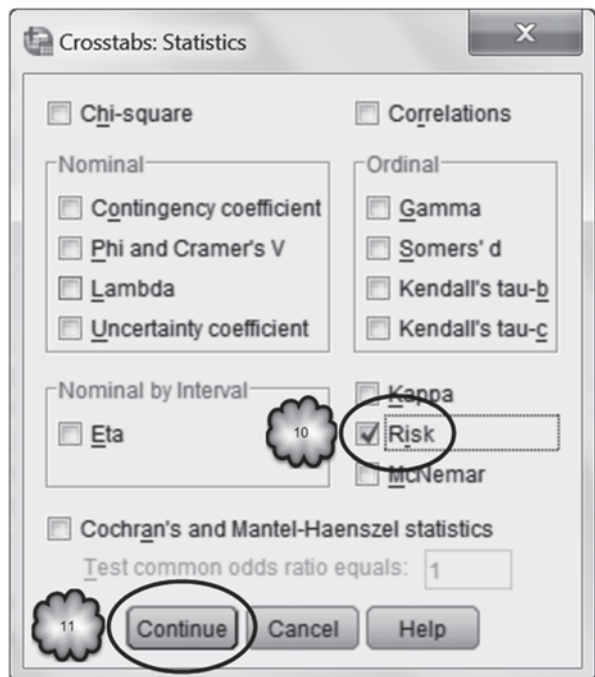 Crosstabs: Statistics
Chi-square
Correlations
Nominal
Contingency coefficient
Phi and Cramer's V
Lambda
Uncertainty coefficient
Ordinal
Gamma
Somers' d
Kendall's tau-b
Kendall's tau-c
Nominal by Interval
Eta
Kappa
10
Risk
McNemar
Cochran's and Mantel-Haenszel statistics
Test common odds ratio equals: 1
11
Continue
Cancel
Help